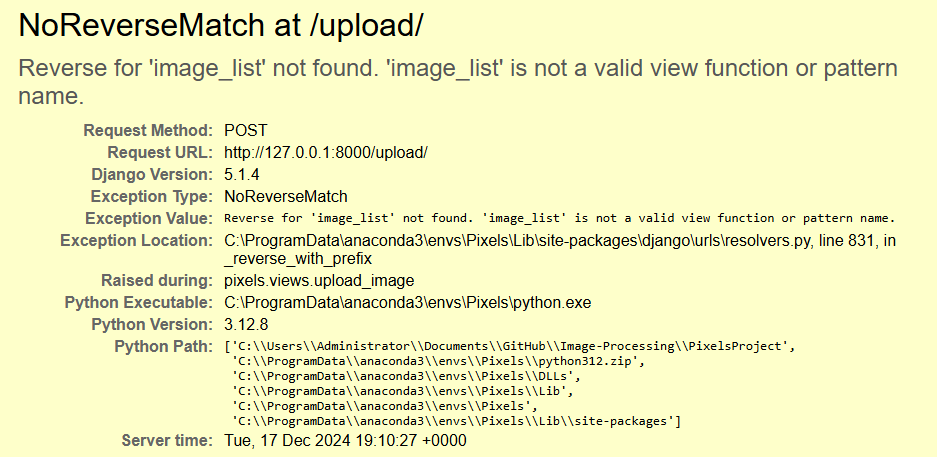 NoReverseMatch at /upload/
Reverse for 'image_list' not found. 'image_list' is not a valid view function or pattern
name.
Request Method: POST
Request URL: http://127.0.0.1:8000/upload/
Django Version: 5.1.4
Exception Type: NoReverseMatch
Exception Value: Reverse for 'image_list' not found. 'image_list' is not a valid view function or pattern name.
Exception Location: C:\ProgramData\anaconda3\envs\Pixels\Lib\site-packages\django\urls\resolvers.py, line 831, in
_reverse_with_prefix
Raised during: pixels.views.upload_image
Python Executable: C:\ProgramData\anaconda3\envs\Pixels\python.exe
Python Version: 3.12.8
Python Path: ['C:\\Users\\Administrator\\Documents\\GitHub\\Image-Processing\\PixelsProject',
'C:\\ProgramData\\anaconda3\\envs\\Pixels\\python312.zip',
'C:\\ProgramData\\anaconda3\\envs\\Pixels\\DLLs',
'C:\\ProgramData\\anaconda3\\envs\\Pixels\\Lib',
'C:\\ProgramData\\anaconda3\\envs\\Pixels',
'C:\\ProgramData\\anaconda3\\envs\\Pixels\\Lib\\site-packages']
Server time: Tue, 17 Dec 2024 19:10:27 +0000